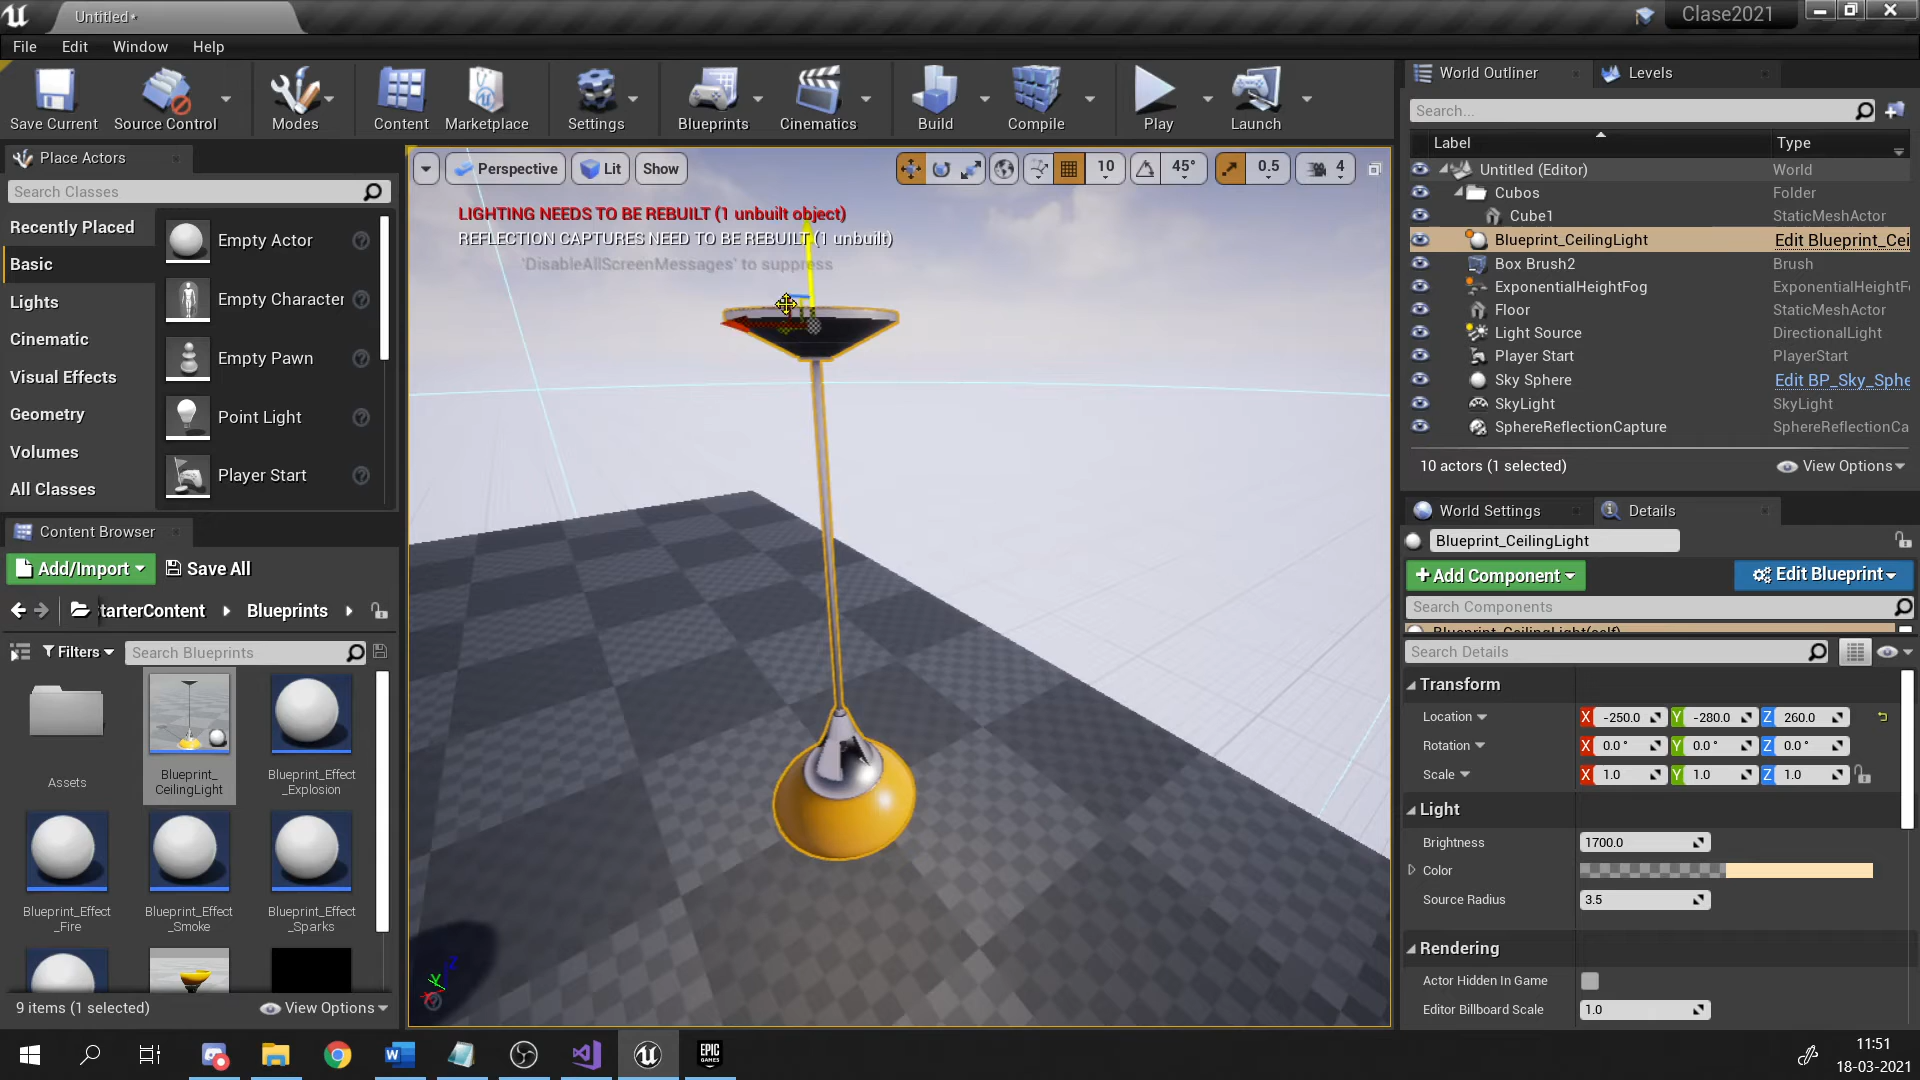 Untitled*
Clase2021
File Edit Window Help
Save Current
Source Control
Modes
Content
Marketplace
Settings
Blueprints
Cinematics
Build
Compile
Play
Launch
Place Actors
Search Classes
Recently Placed
Basic
Lights
Cinematic
Visual Effects
Geometry
Volumes
All Classes
Empty Actor
Empty Character
Empty Pawn
Point Light
Player Start
Content Browser
Add/Import
Save All
tarterContent
Blueprints
Filters
Search Blueprints
Assets
Blueprint_
CeilingLight
Blueprint_Effect
_Explosion
Blueprint_Effect
_Fire
Blueprint_Effect
_Smoke
Blueprint_Effect
_Sparks
9 items (1 selected)
View Options
Perspective
Lit
Show
10
45°
0.5
4
LIGHTING NEEDS TO BE REBUILT (1 unbuilt object)
REFLECTION CAPTURES NEED TO BE REBUILT (1 unbuilt)
'DisableAllScreenMessages' to suppress
Z
Y
X
World Outliner
Levels
Search...
Label Type
Untitled (Editor) World
Cubos Folder
Cube1 StaticMeshActor
Blueprint_CeilingLight Edit Blueprint_Cei
Box Brush2 Brush
ExponentialHeightFog ExponentialHeightF
Floor StaticMeshActor
Light Source DirectionalLight
Player Start PlayerStart
Sky Sphere Edit BP_Sky_Sphe
SkyLight SkyLight
SphereReflectionCapture SphereReflectionCa
10 actors (1 selected)
View Options
World Settings
Details
Blueprint_CeilingLight
+Add Component
Edit Blueprint
Search Components
Blueprint_CeilingLight(self)
Search Details
Transform
Location X -250.0 Y -280.0 Z 260.0
Rotation X 0.0 ° Y 0.0 ° Z 0.0 °
Scale X 1.0 Y 1.0 Z 1.0
Light
Brightness 1700.0
Color
Source Radius 3.5
Rendering
Actor Hidden In Game
Editor Billboard Scale 1.0
EPIC
GAMES
11:51
18-03-2021